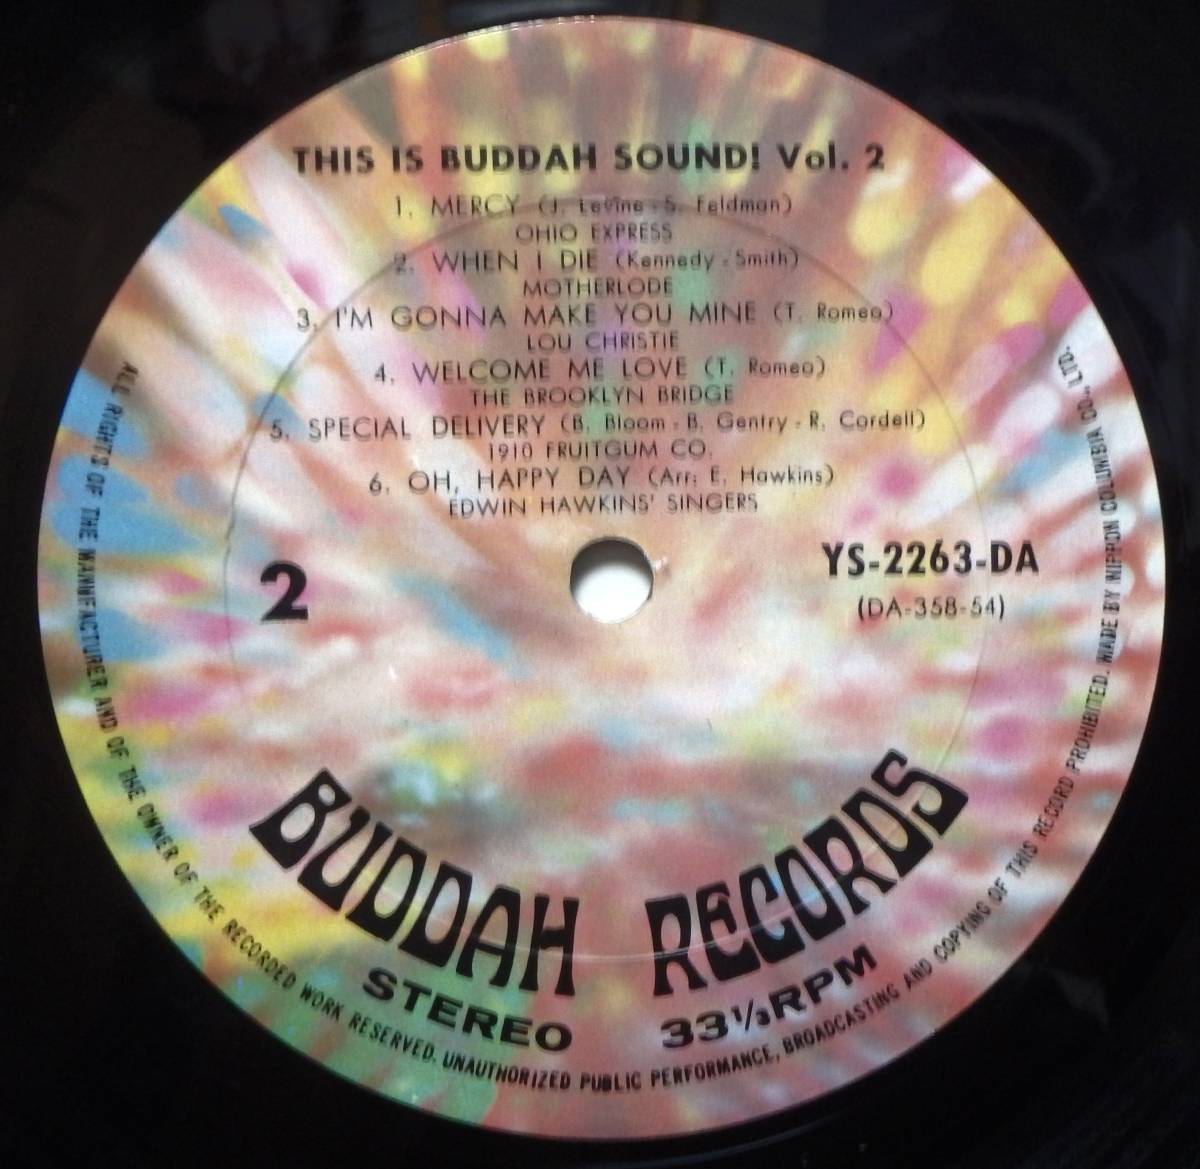 THIS IS BUDDAH SOUND! Vol. 2
1. MERCY (J. Levine - S. Feldman)
OHIO EXPRESS
2. WHEN I DIE (Kennedy - Smith)
MOTHERLODE
3. I'M GONNA MAKE YOU MINE (T. Romeo)
LOU CHRISTIE
4. WELCOME ME LOVE (T. Romeo)
THE BROOKLYN BRIDGE
5. SPECIAL DELIVERY (B. Bloom - B. Gentry - R. Cordell)
1910 FRUITGUM CO.
6. OH, HAPPY DAY (Arr: E. Hawkins)
EDWIN HAWKINS' SINGERS
2
YS-2263-DA
(DA-358-54)
BUDDAH RECORDS
STEREO 33 1/3 RPM
ALL RIGHTS OF THE MANUFACTURER AND OF THE OWNER OF THE RECORDED WORK RESERVED. UNAUTHORIZED PUBLIC PERFORMANCE, BROADCASTING AND COPYING OF THIS RECORD PROHIBITED. MADE BY NIPPON COLUMBIA CO., LTD.